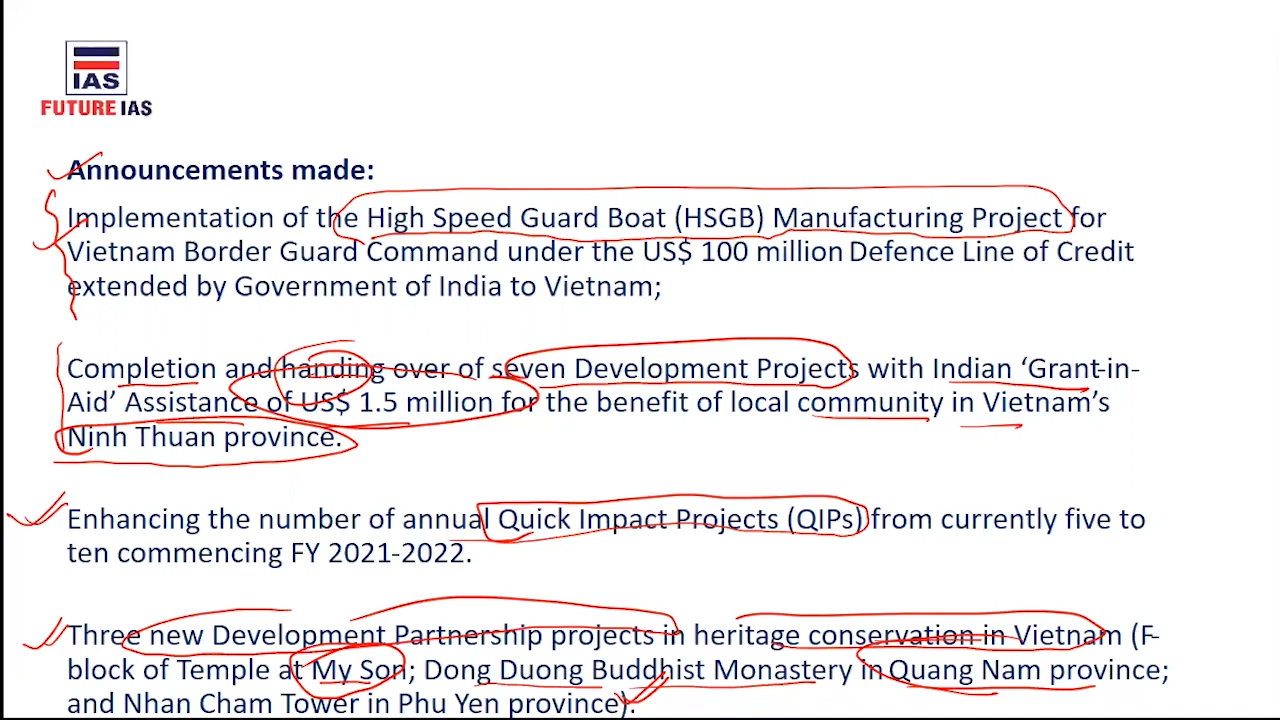 IAS
FUTURE IAS
Announcements made:
Implementation of the High Speed Guard Boat (HSGB) Manufacturing Project for
Vietnam Border Guard Command under the US$ 100 million Defence Line of Credit
extended by Government of India to Vietnam;
Completion and handing over of seven Development Projects with Indian ‘Grant-in-
Aid’ Assistance of US$ 1.5 million for the benefit of local community in Vietnam’s
Ninh Thuan province.
Enhancing the number of annual Quick Impact Projects (QIPs) from currently five to
ten commencing FY 2021-2022.
Three new Development Partnership projects in heritage conservation in Vietnam (F-
block of Temple at My Son; Dong Duong Buddhist Monastery in Quang Nam province;
and Nhan Cham Tower in Phu Yen province).